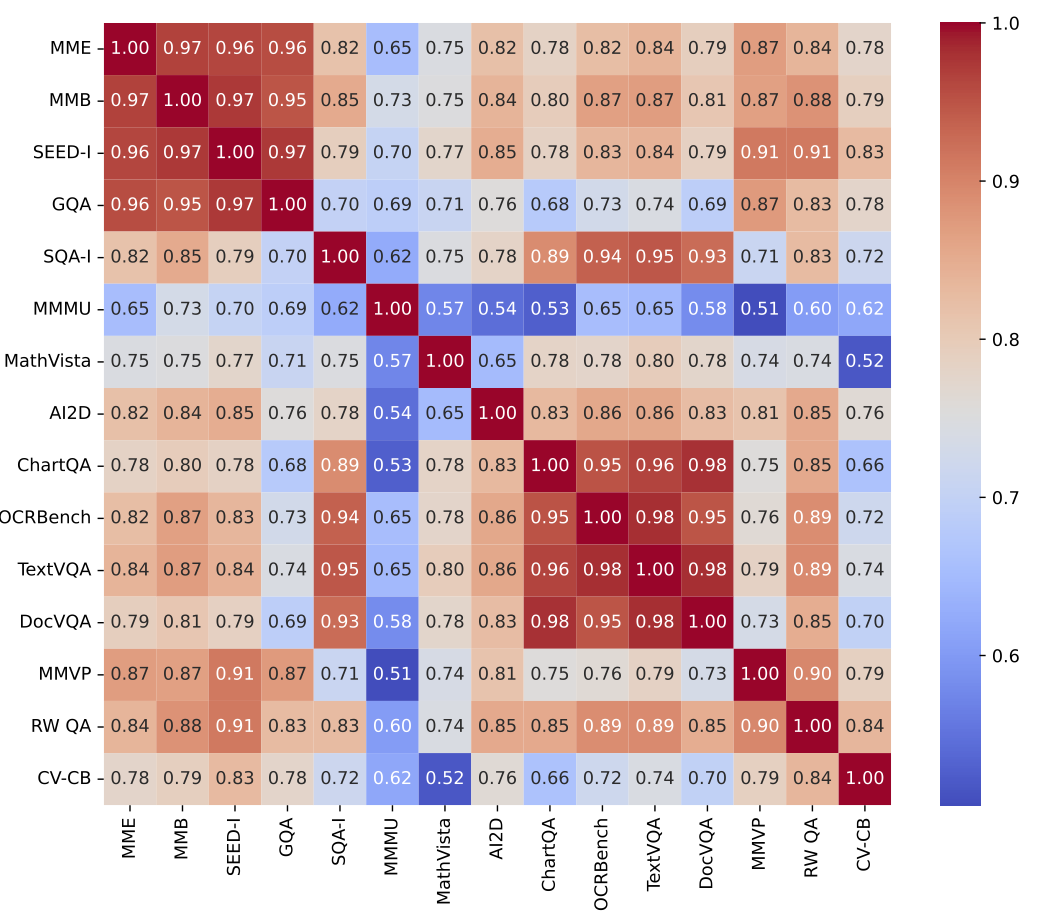 MME 1.00 0.97 0.96 0.96 0.82 0.65 0.75 0.82 0.78 0.82 0.84 0.79 0.87 0.84 0.78
MMB 0.97 1.00 0.97 0.95 0.85 0.73 0.75 0.84 0.80 0.87 0.87 0.81 0.87 0.88 0.79
SEED-I 0.96 0.97 1.00 0.97 0.79 0.70 0.77 0.85 0.78 0.83 0.84 0.79 0.91 0.91 0.83
GQA 0.96 0.95 0.97 1.00 0.70 0.69 0.71 0.76 0.68 0.73 0.74 0.69 0.87 0.83 0.78
SQA-I 0.82 0.85 0.79 0.70 1.00 0.62 0.75 0.78 0.89 0.94 0.95 0.93 0.71 0.83 0.72
MMMU 0.65 0.73 0.70 0.69 0.62 1.00 0.57 0.54 0.53 0.65 0.65 0.58 0.51 0.60 0.62
MathVista 0.75 0.75 0.77 0.71 0.75 0.57 1.00 0.65 0.78 0.78 0.80 0.78 0.74 0.74 0.52
AI2D 0.82 0.84 0.85 0.76 0.78 0.54 0.65 1.00 0.83 0.86 0.86 0.83 0.81 0.85 0.76
ChartQA 0.78 0.80 0.78 0.68 0.89 0.53 0.78 0.83 1.00 0.95 0.96 0.98 0.75 0.85 0.66
OCRBench 0.82 0.87 0.83 0.73 0.94 0.65 0.78 0.86 0.95 1.00 0.98 0.95 0.76 0.89 0.72
TextVQA 0.84 0.87 0.84 0.74 0.95 0.65 0.80 0.86 0.96 0.98 1.00 0.98 0.79 0.89 0.74
DocVQA 0.79 0.81 0.79 0.69 0.93 0.58 0.78 0.83 0.98 0.95 0.98 1.00 0.73 0.85 0.70
MMVP 0.87 0.87 0.91 0.87 0.71 0.51 0.74 0.81 0.75 0.76 0.79 0.73 1.00 0.90 0.79
RW QA 0.84 0.88 0.91 0.83 0.83 0.60 0.74 0.85 0.85 0.89 0.89 0.85 0.90 1.00 0.84
CV-CB 0.78 0.79 0.83 0.78 0.72 0.62 0.52 0.76 0.66 0.72 0.74 0.70 0.79 0.84 1.00
MME MMB SEED-I GQA SQA-I MMMU MathVista AI2D ChartQA OCRBench TextVQA DocVQA MMVP RW QA CV-CB
1.0
0.9
0.8
0.7
0.6